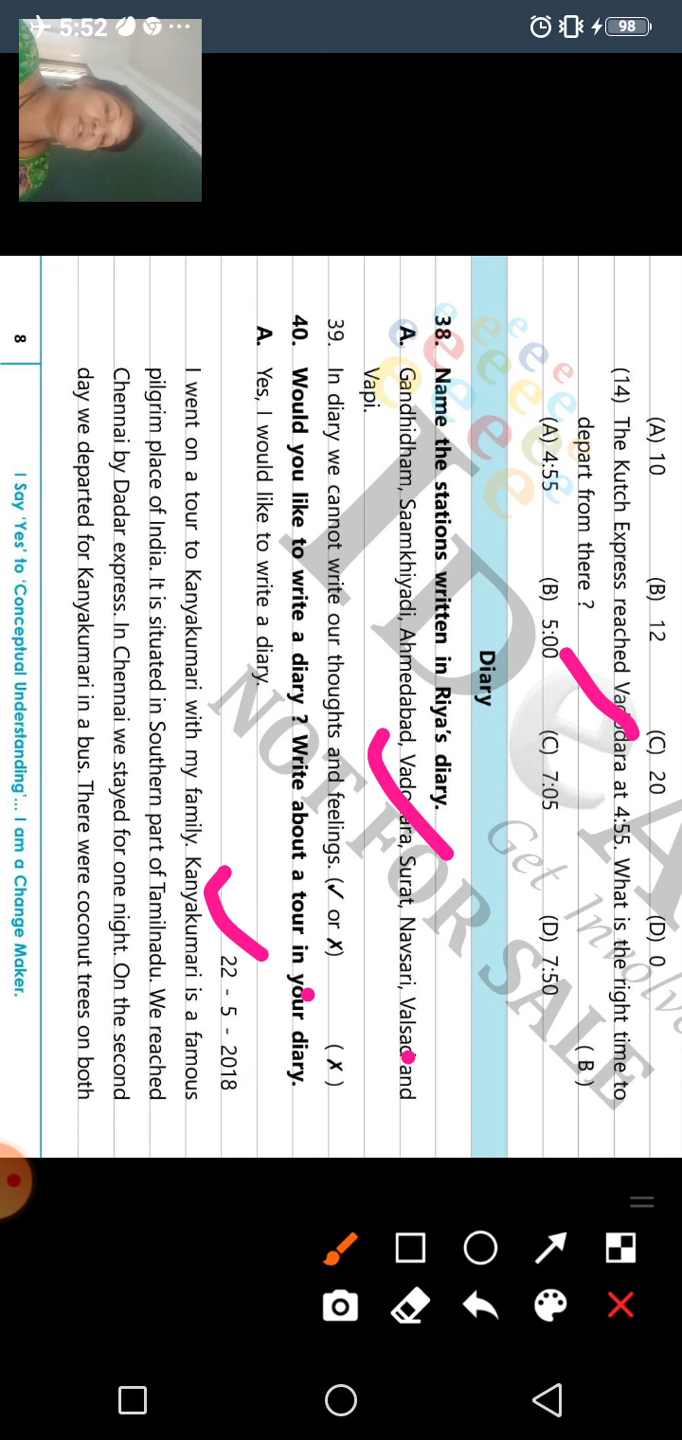 5:52
98
(A) 10 (B) 12 (C) 20 (D) 0
(14) The Kutch Express reached Vadodara at 4:55. What is the right time to
depart from there ? ( B )
(A) 4:55 (B) 5:00 (C) 7:05 (D) 7:50
Diary
38. Name the stations written in Riya's diary.
A. Gandhidham, Saamkhiyadi, Ahmedabad, Vadodara, Surat, Navsari, Valsad and
Vapi.
39. In diary we cannot write our thoughts and feelings. (✓ or ✗) ( ✗ )
40. Would you like to write a diary ? Write about a tour in your diary.
A. Yes, I would like to write a diary.
22 - 5 - 2018
I went on a tour to Kanyakumari with my family. Kanyakumari is a famous
pilgrim place of India. It is situated in Southern part of Tamilnadu. We reached
Chennai by Dadar express. In Chennai we stayed for one night. On the second
day we departed for Kanyakumari in a bus. There were coconut trees on both
8 I Say 'Yes' to 'Conceptual Understanding'... I am a Change Maker.
IDeA
Get Involve
NOT FOR SALE